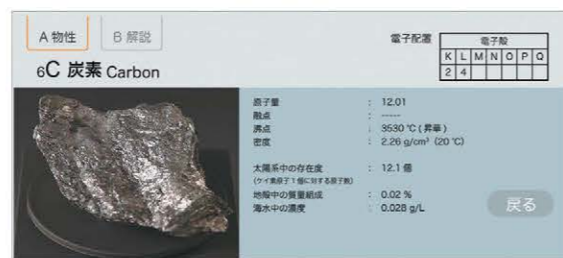 A 物性
B 解説
電子配置
電子殻
K L M N O P Q
2 4
6C 炭素 Carbon
原子量 : 12.01
融点 : -----
沸点 : 3530 ℃ (昇華)
密度 : 2.26 g/cm³ (20 ℃)
太陽系中の存在度 : 12.1 個
(ケイ素原子1個に対する原子数)
地殻中の質量組成 : 0.02 %
海水中の濃度 : 0.028 g/L
戻る